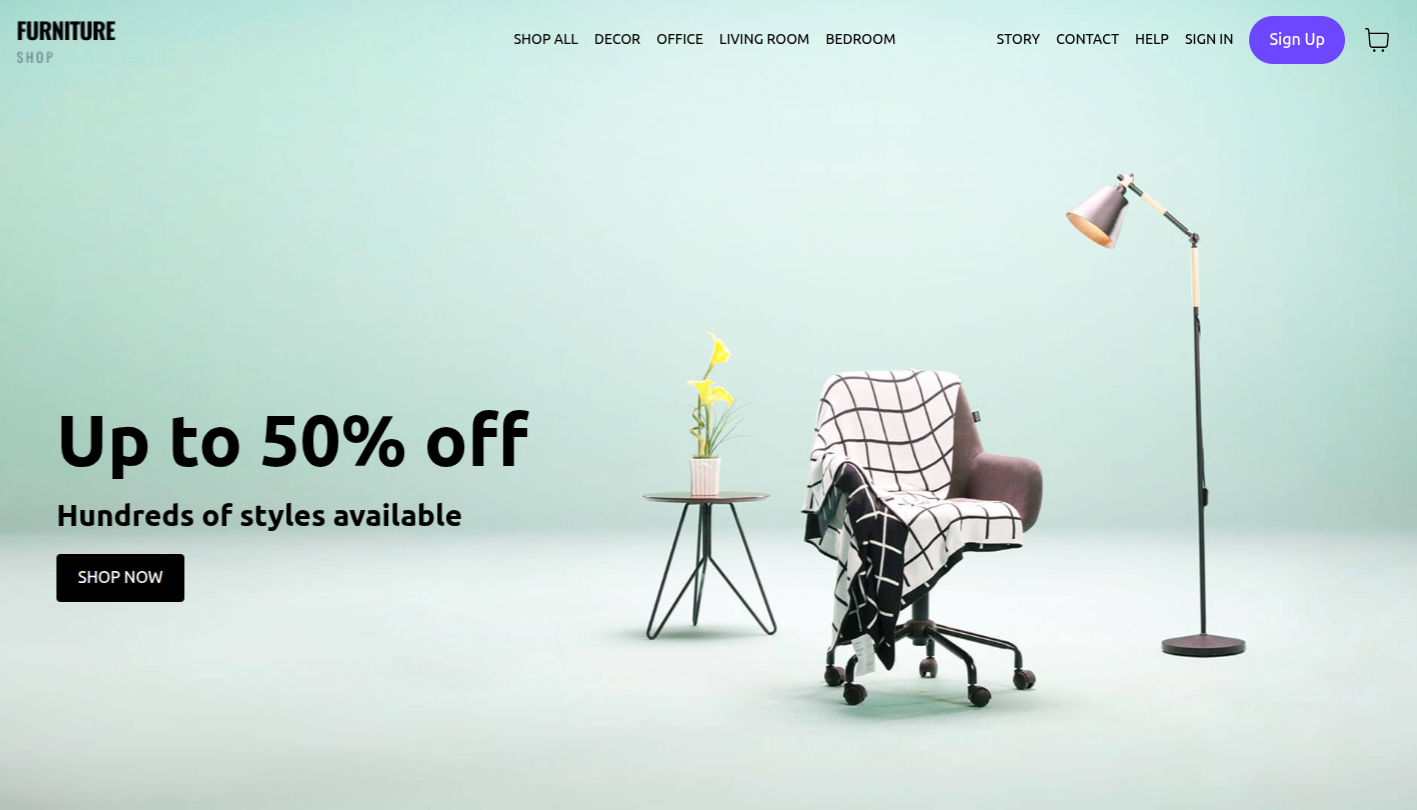 FURNITURE
SHOP
SHOP ALL DECOR OFFICE LIVING ROOM BEDROOM STORY CONTACT HELP SIGN IN Sign Up
Up to 50% off
Hundreds of styles available
SHOP NOW